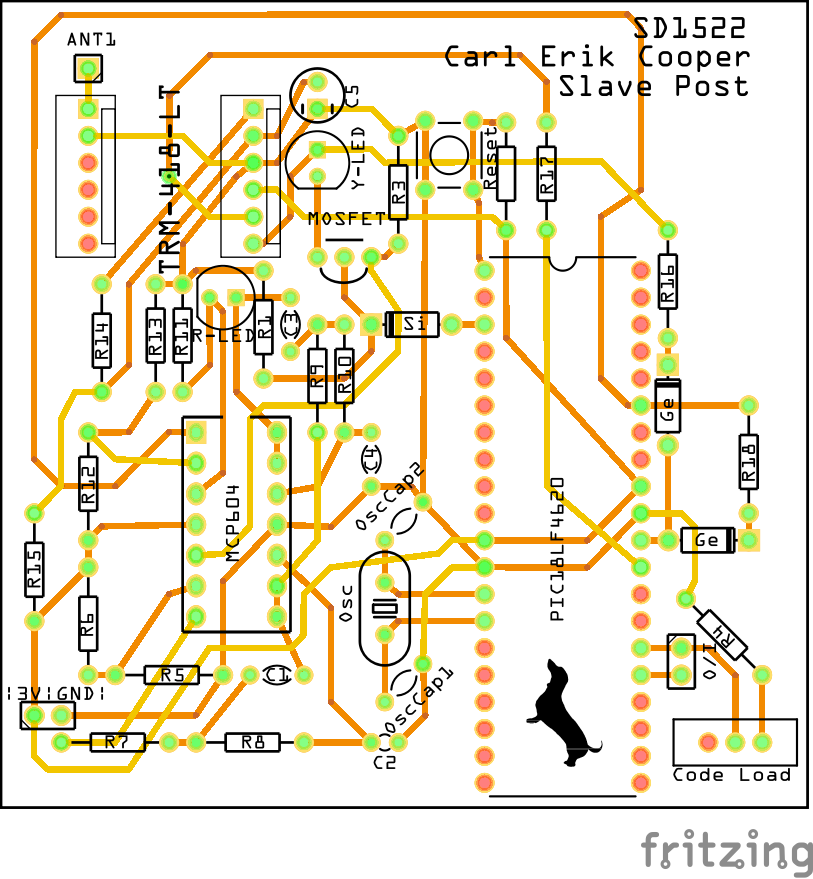 SD1522
ANT1
Carl Erik Cooper
Slave Post
C5
Y-LED
Reset
R17
R3
TRM-418-LT
MOSFET
R16
R14
R13
R11
R-LED
R1
C3
Si
R9
R10
Ge
R12
C4
R18
OscCap2
MCP604
PIC18LF4620
Ge
R15
R6
Osc
R4
0/I
R5
C1
OscCap1
|3V|GND|
R7
R8
C2
Code Load
fritzing